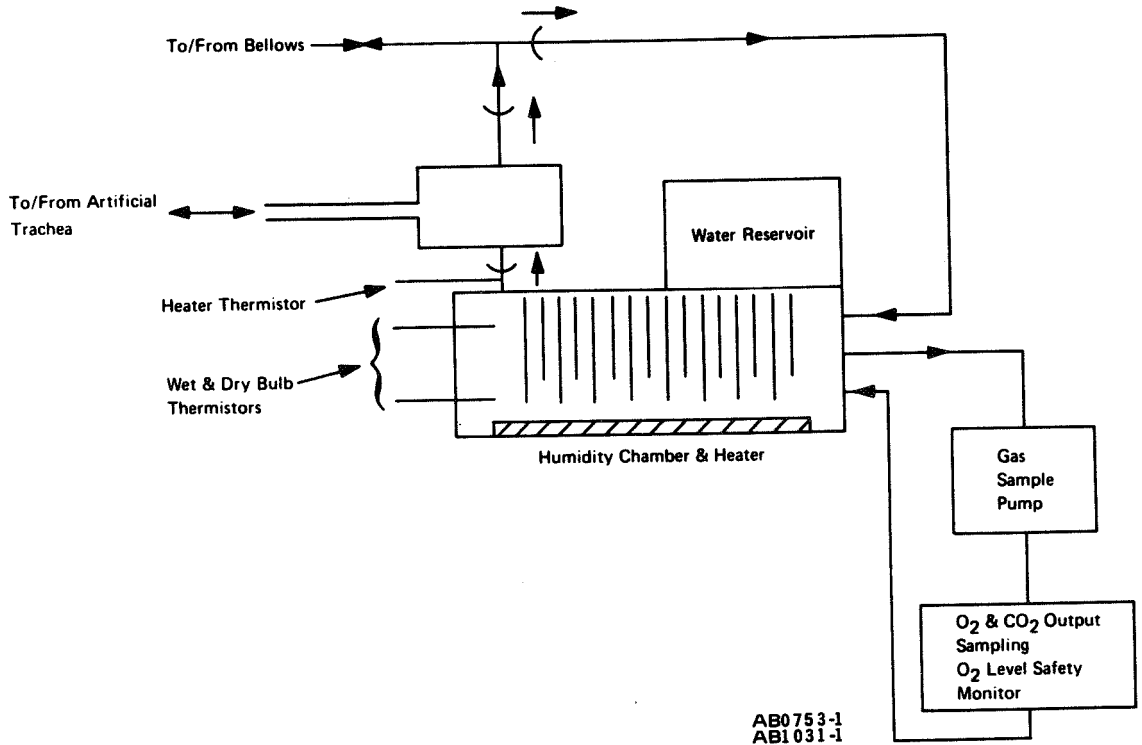 To/From Bellows
To/From Artificial
Trachea
Water Reservoir
Heater Thermistor
Wet & Dry Bulb
Thermistors
Humidity Chamber & Heater
Gas
Sample
Pump
O2 & CO2 Output
Sampling
O2 Level Safety
Monitor
AB0753-1
AB1031-1